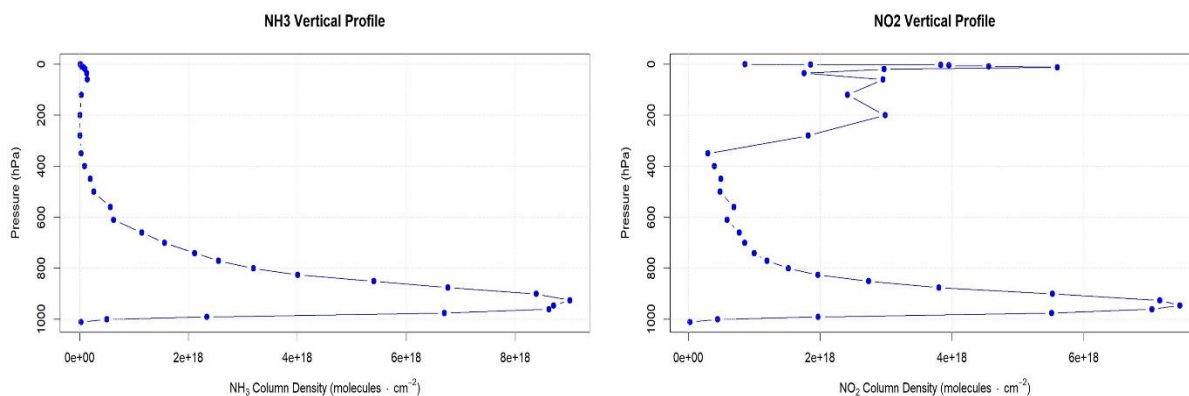 NH3 Vertical Profile
0
200
400
600
800
1000
Pressure (hPa)
0e+00 2e+18 4e+18 6e+18 8e+18
NH₃ Column Density (molecules · cm⁻²)
NO2 Vertical Profile
0
200
400
600
800
1000
Pressure (hPa)
0e+00 2e+18 4e+18 6e+18
NO₂ Column Density (molecules · cm⁻²)